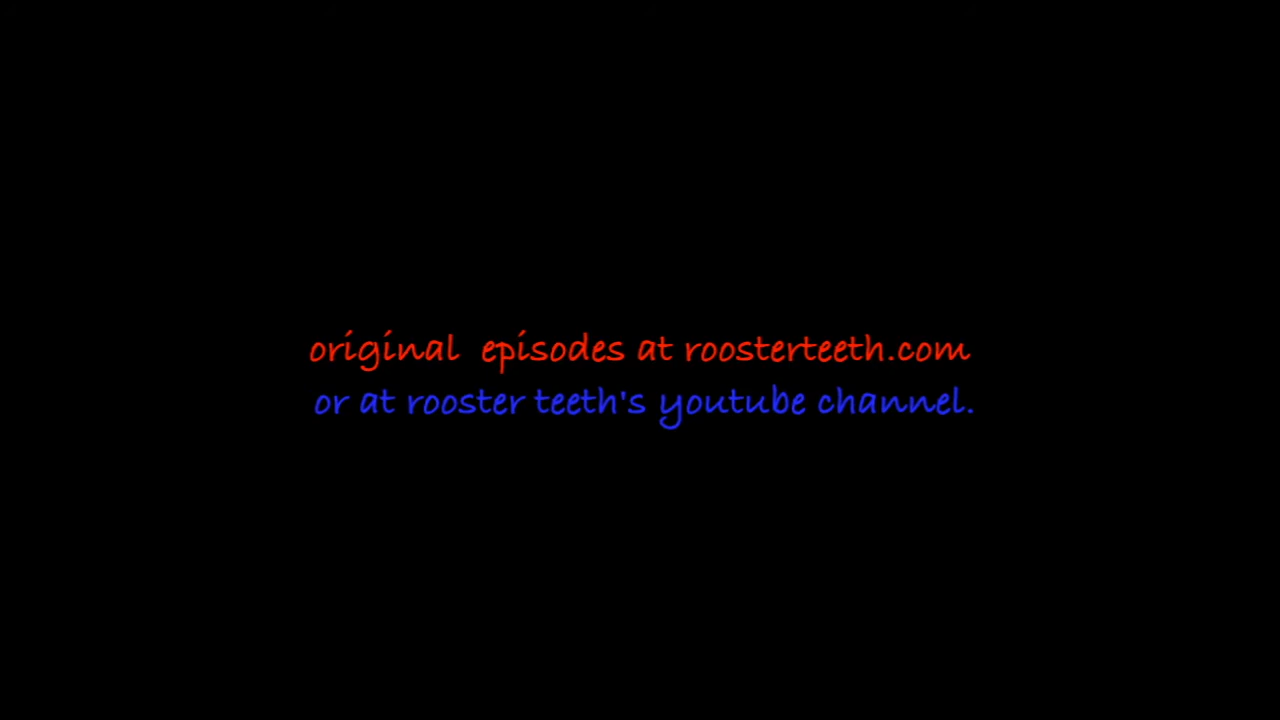 original episodes at roosterteeth.com
or at rooster teeth's youtube channel.